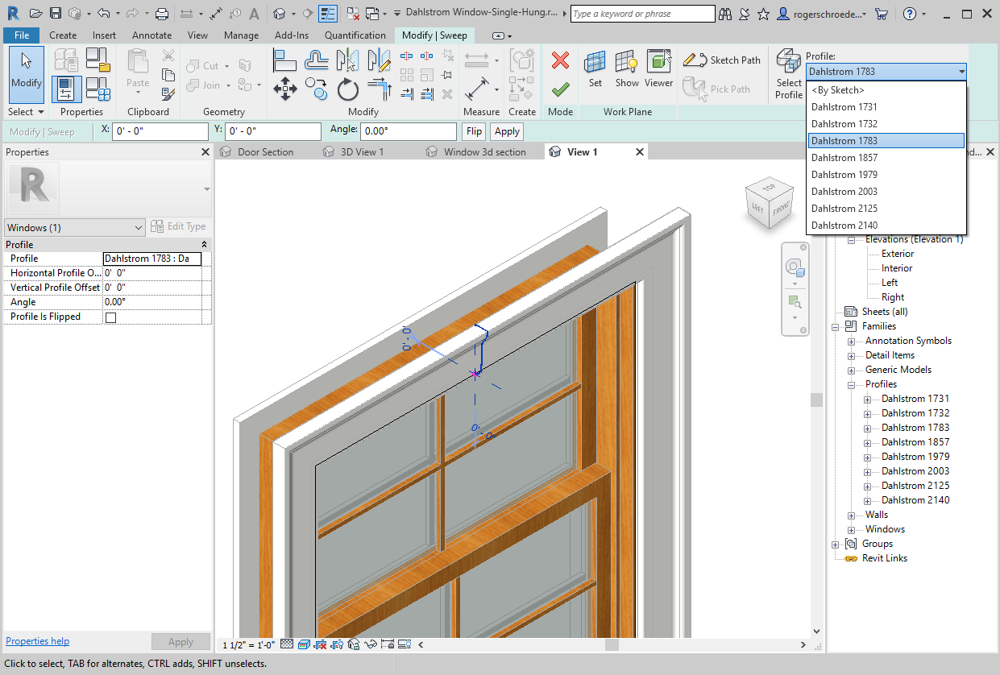 Dahlstrom Window-Single-Hung.r...
Type a keyword or phrase
rogerschroede...
File Create Insert Annotate View Manage Add-Ins Quantification Modify | Sweep
Modify
Paste
Cut
Join
Set
Show
Viewer
Sketch Path
Pick Path
Select
Profile
Profile:
Dahlstrom 1783
Select
Properties
Clipboard
Geometry
Modify
Measure
Create
Mode
Work Plane
<By Sketch>
Dahlstrom 1731
Dahlstrom 1732
Dahlstrom 1783
Dahlstrom 1857
Dahlstrom 1979
Dahlstrom 2003
Dahlstrom 2125
Dahlstrom 2140
Modify | Sweep
X: 0' - 0"
Y: 0' - 0"
Angle: 0.00°
Flip
Apply
Properties
Door Section
3D View 1
Window 3d section
View 1
nd...
R
Windows (1)
Edit Type
Profile
Profile Dahlstrom 1783 : Da
Horizontal Profile O... 0' 0"
Vertical Profile Offset 0' 0"
Angle 0.00°
Profile Is Flipped
TOP
LEFT
FRONT
0' - 0"
0' - 0"
Elevations (Elevation 1)
Exterior
Interior
Left
Right
Sheets (all)
Families
Annotation Symbols
Detail Items
Generic Models
Profiles
Dahlstrom 1731
Dahlstrom 1732
Dahlstrom 1783
Dahlstrom 1857
Dahlstrom 1979
Dahlstrom 2003
Dahlstrom 2125
Dahlstrom 2140
Walls
Windows
Groups
Revit Links
Properties help
Apply
1 1/2" = 1'-0"
Click to select, TAB for alternates, CTRL adds, SHIFT unselects.